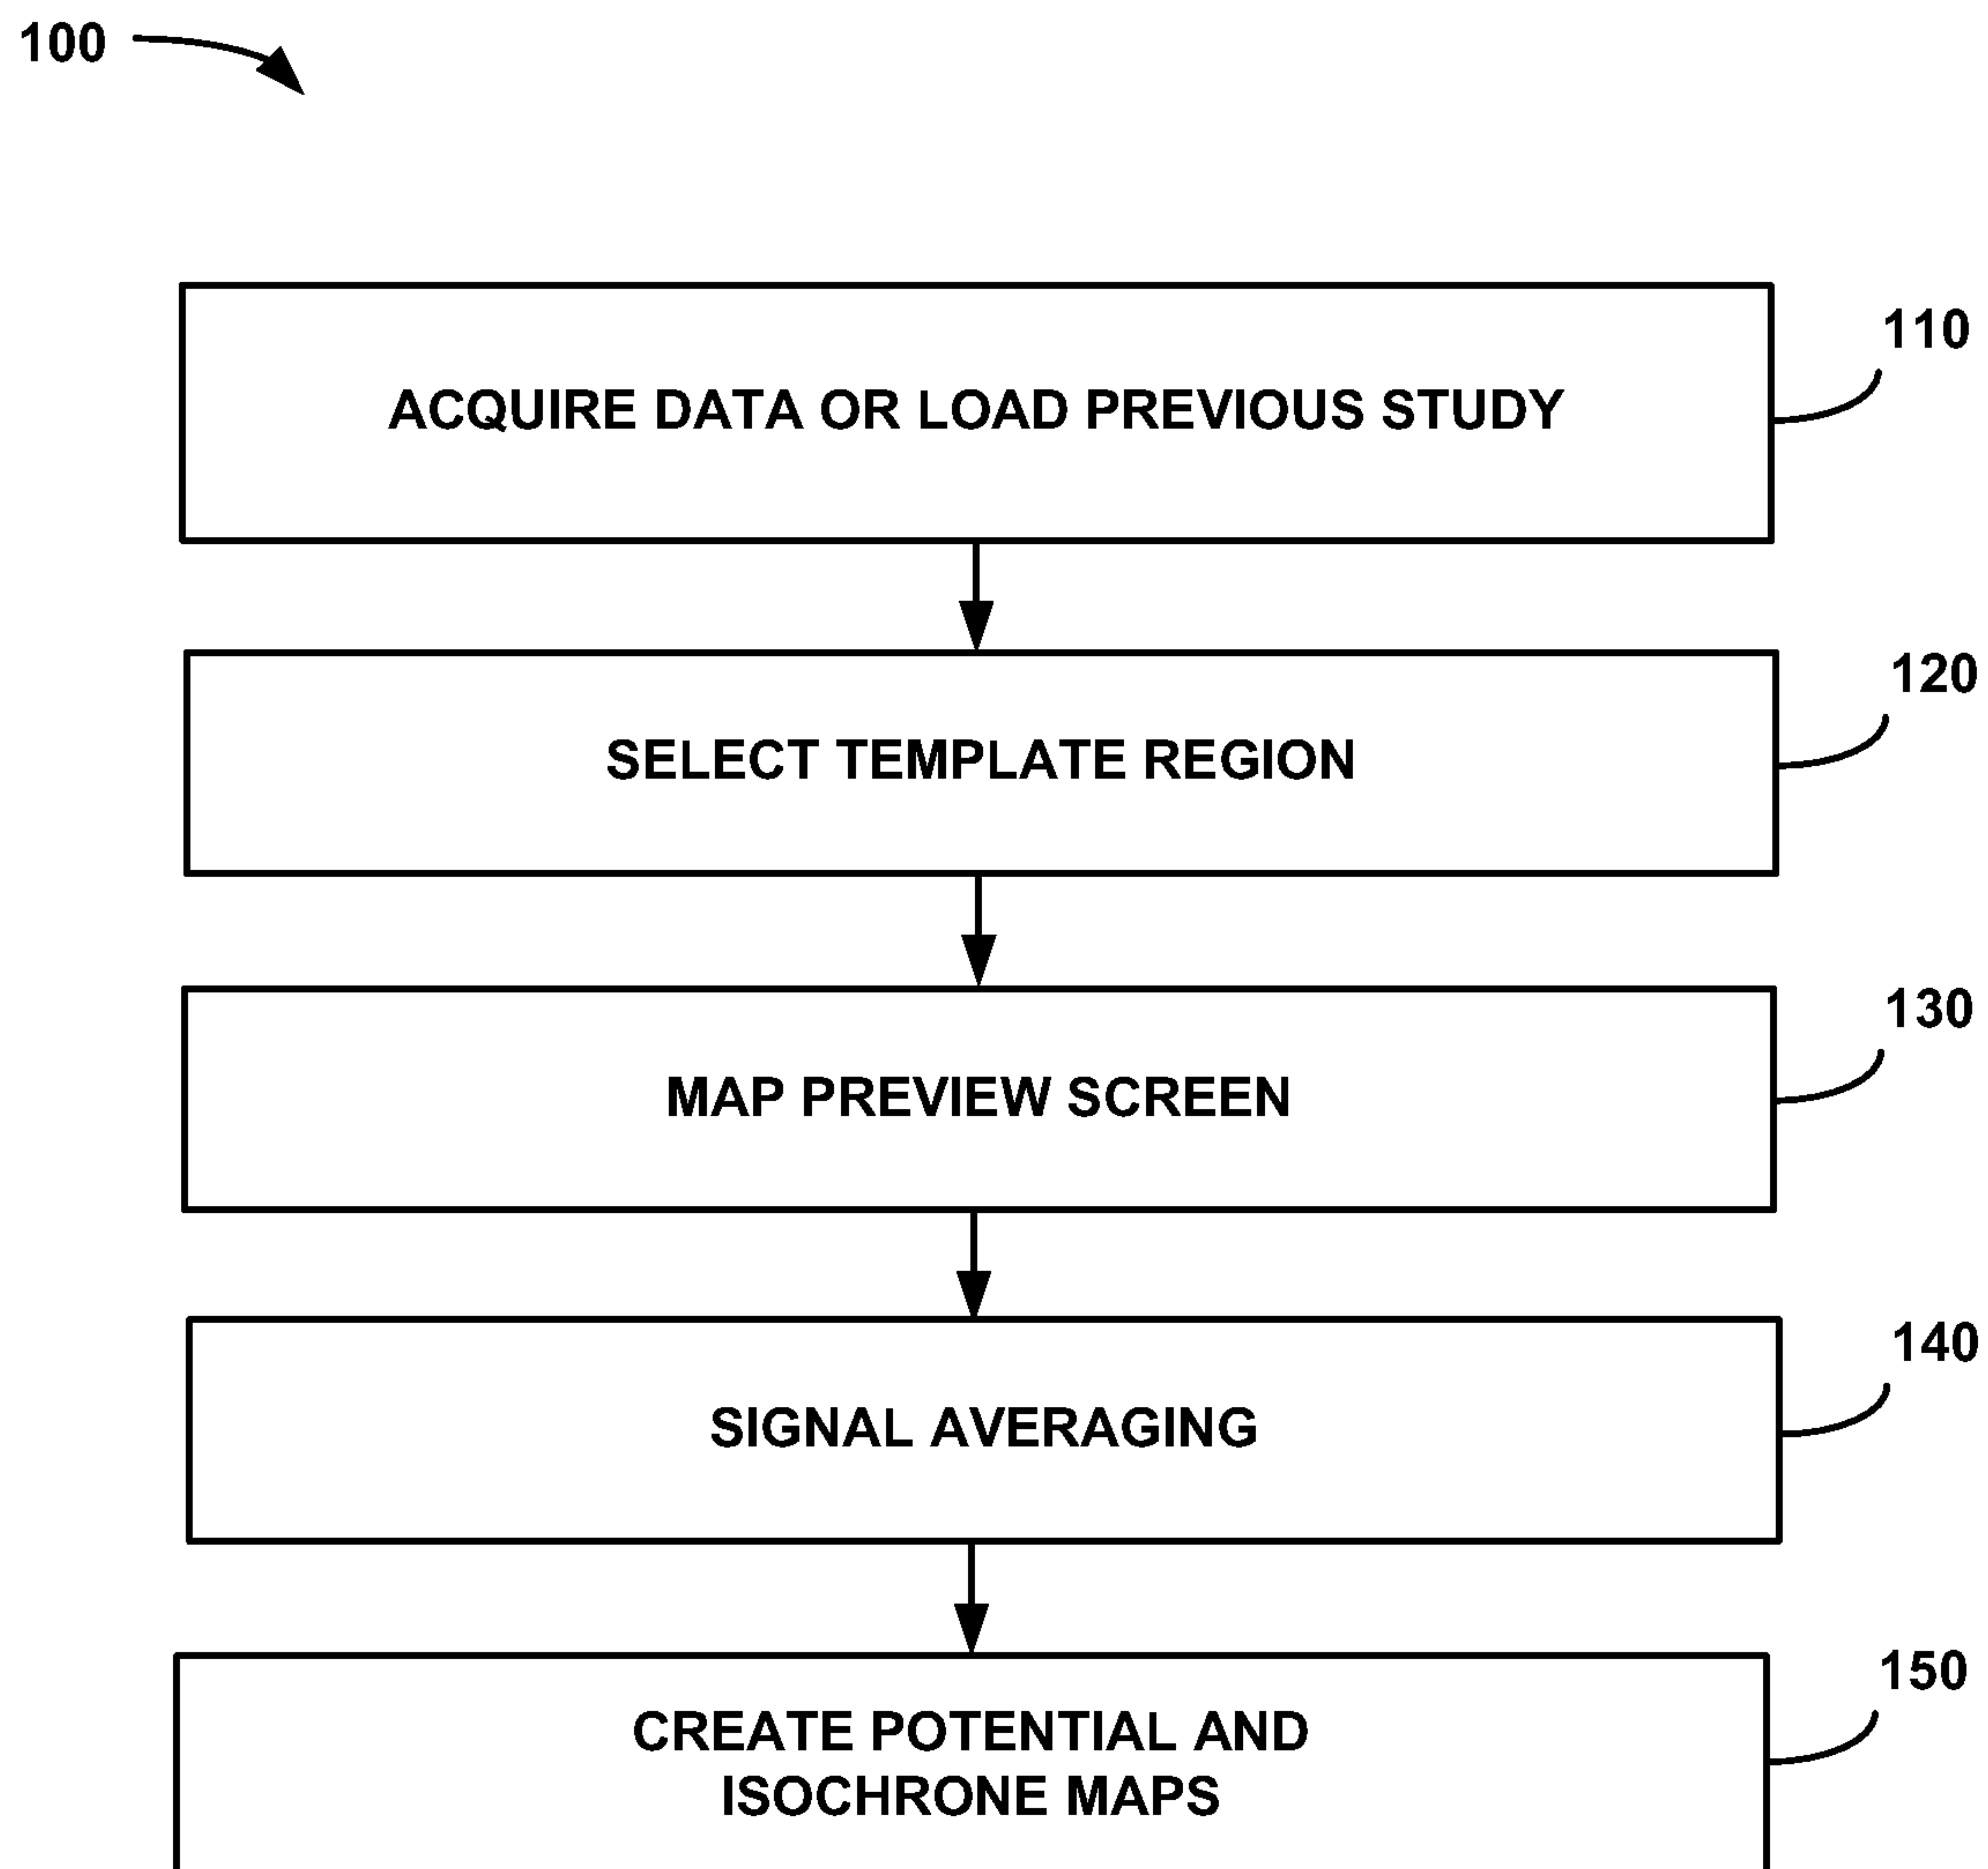 100
110
ACQUIRE DATA OR LOAD PREVIOUS STUDY
120
SELECT TEMPLATE REGION
130
MAP PREVIEW SCREEN
140
SIGNAL AVERAGING
150
CREATE POTENTIAL AND
ISOCHRONE MAPS